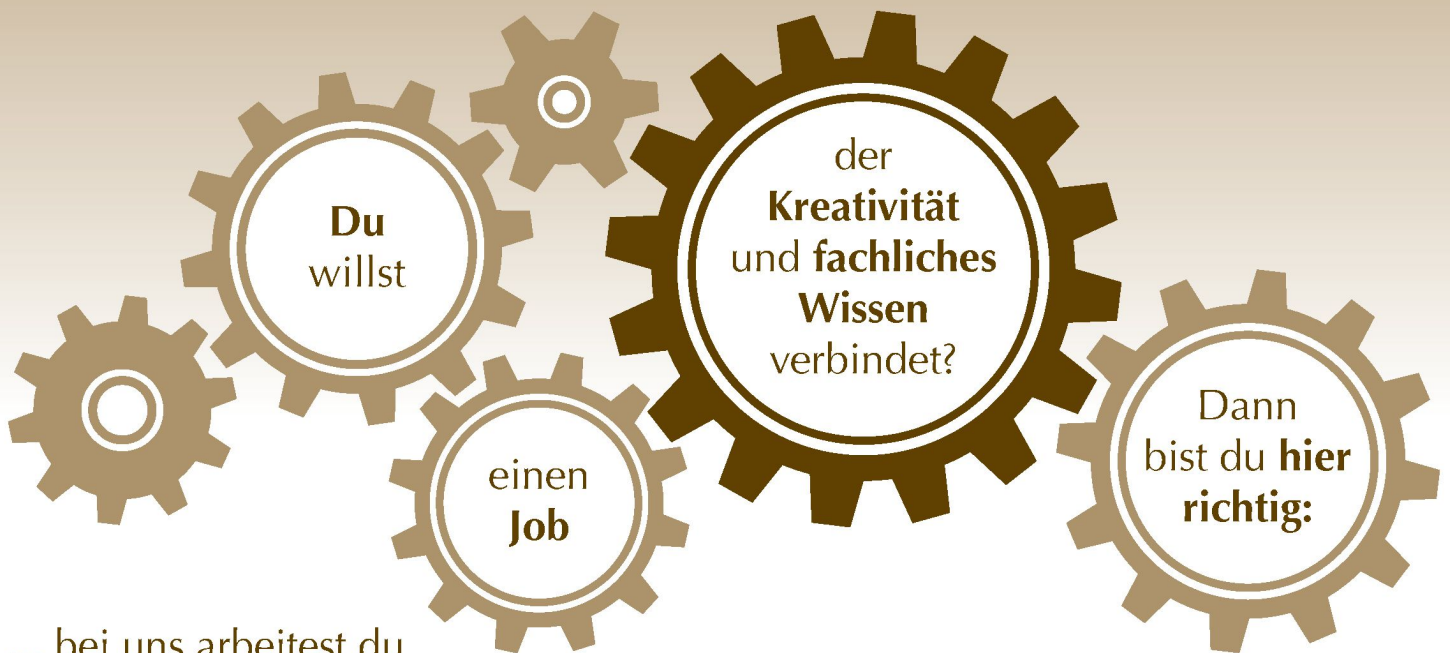 Du
willst
einen
Job
der
Kreativität
und fachliches
Wissen
verbindet?
Dann
bist du hier
richtig:
bei uns arbeitest du